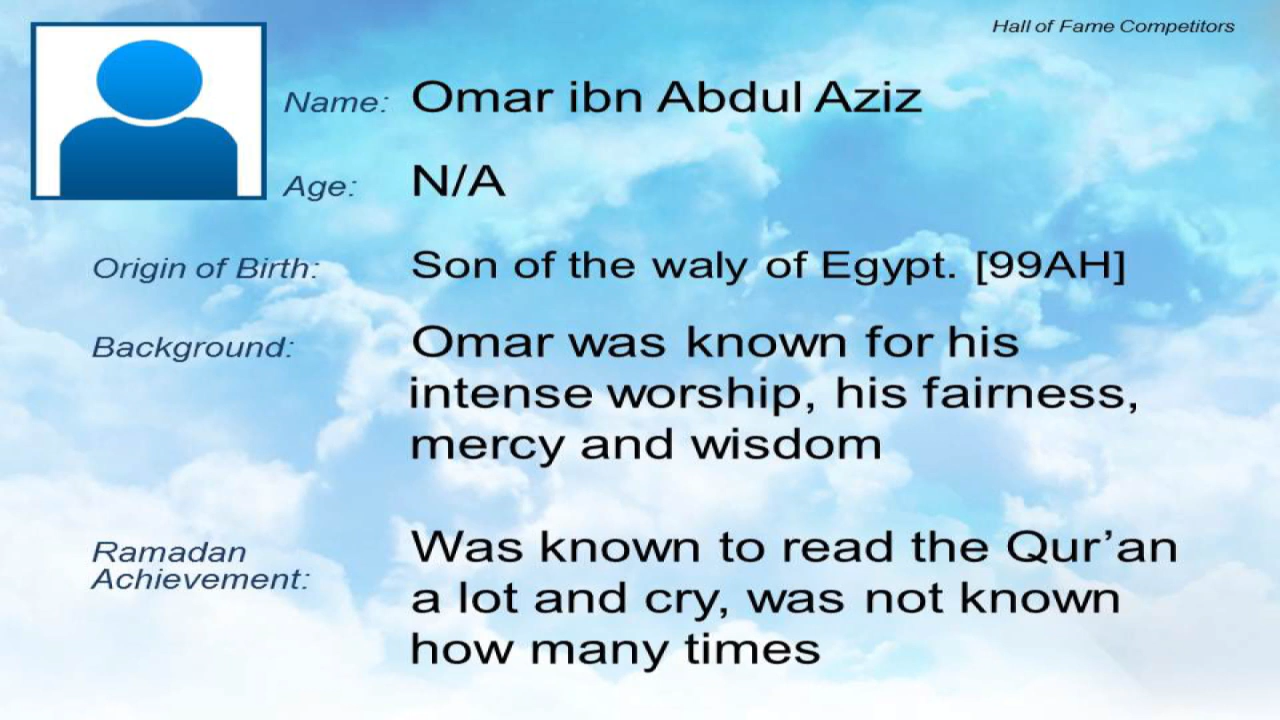 Hall of Fame Competitors
Name: Omar ibn Abdul Aziz
Age: N/A
Origin of Birth: Son of the waly of Egypt. [99AH]
Background: Omar was known for his
intense worship, his fairness,
mercy and wisdom
Ramadan
Achievement:
Was known to read the Qur’an
a lot and cry, was not known
how many times